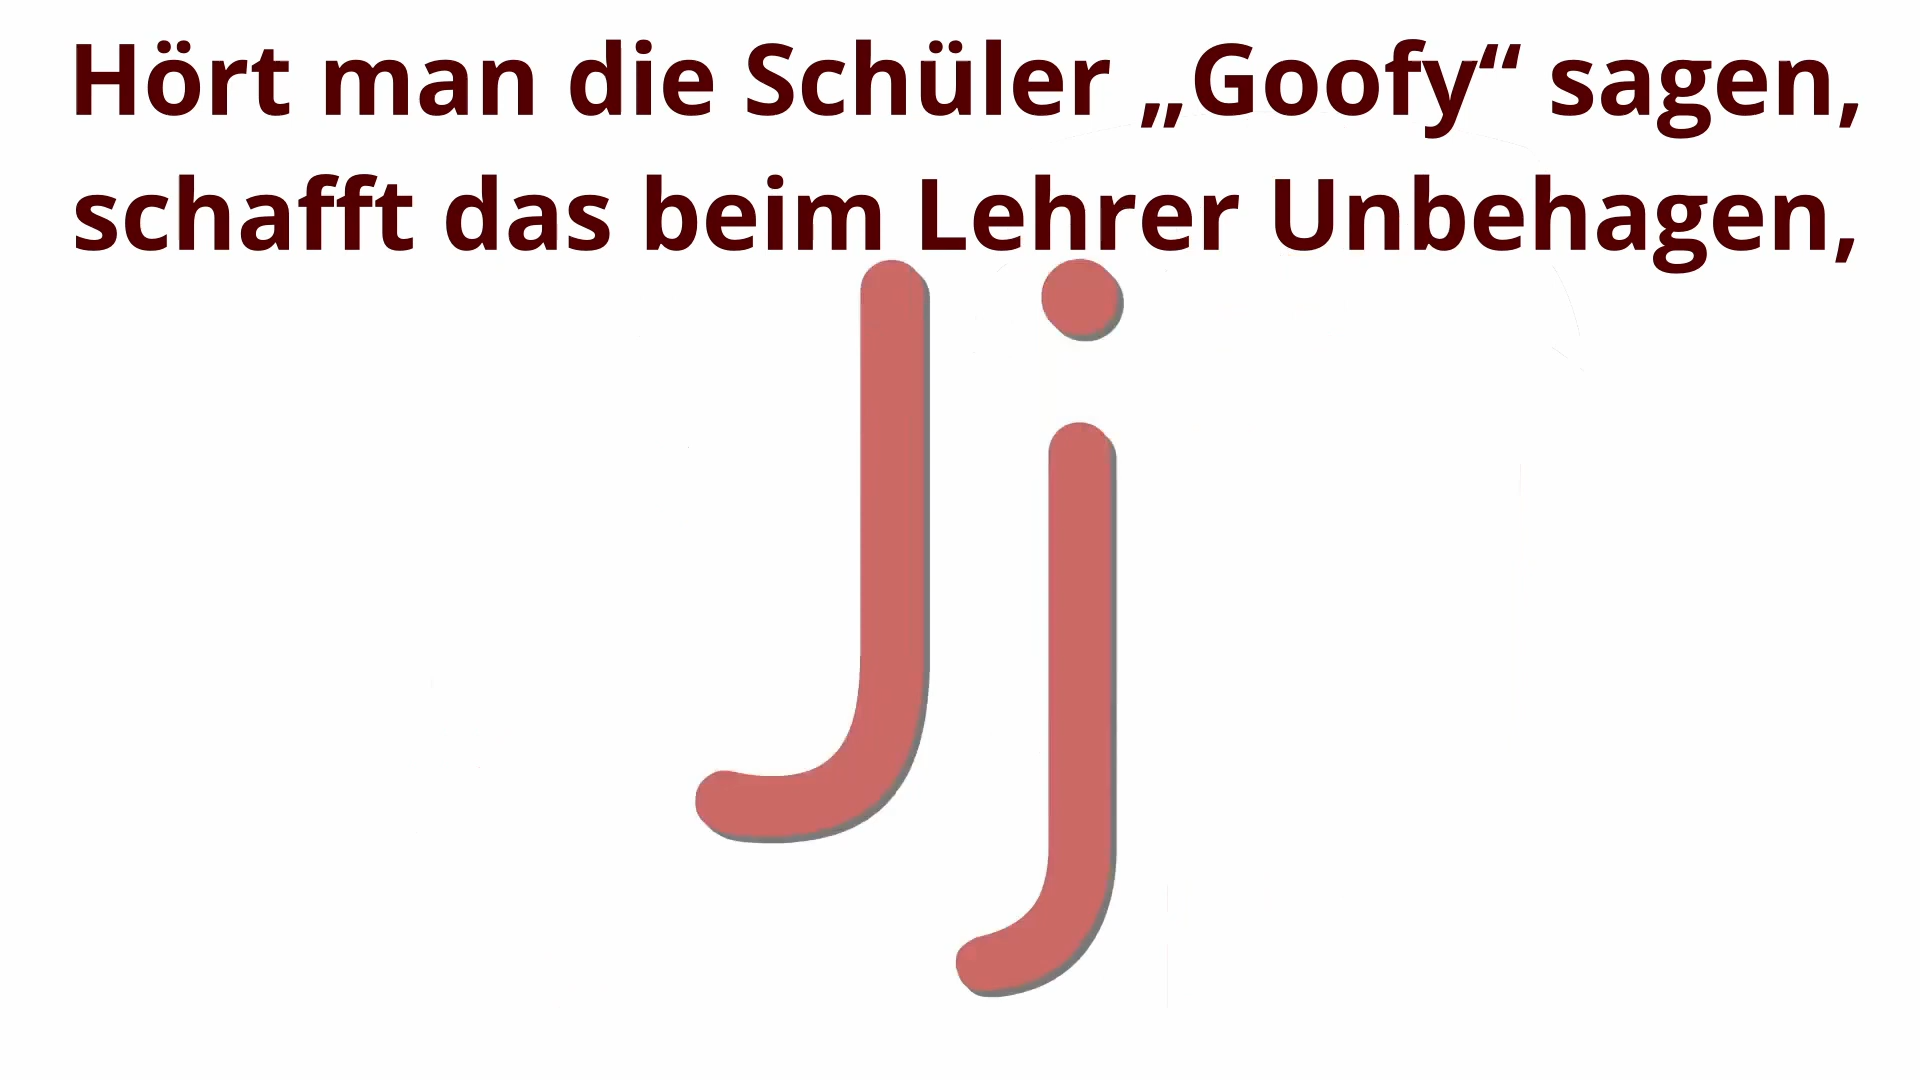 Hört man die Schüler „Goofy“ sagen,
schafft das beim Lehrer Unbehagen,
Jj